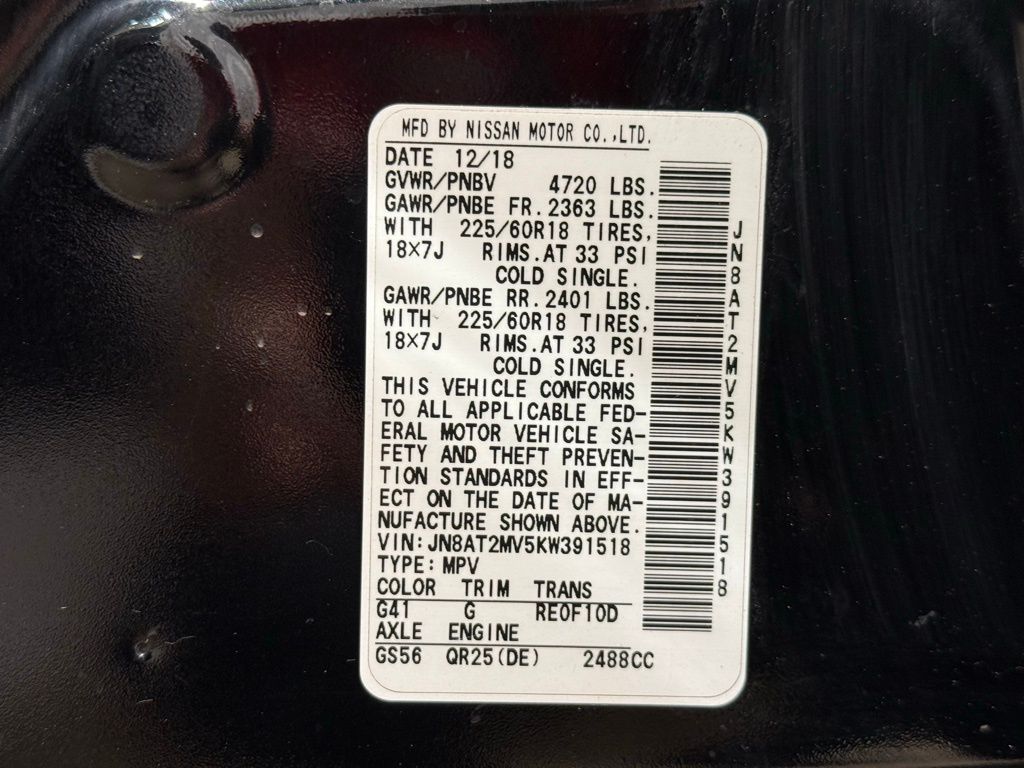 MFD BY NISSAN MOTOR CO.,LTD.
DATE 12/18
GVWR/PNBV 4720 LBS.
GAWR/PNBE FR.2363 LBS.
WITH 225/60R18 TIRES,
18×7J RIMS.AT 33 PSI
COLD SINGLE.
GAWR/PNBE RR.2401 LBS.
WITH 225/60R18 TIRES,
18×7J RIMS.AT 33 PSI
COLD SINGLE.
THIS VEHICLE CONFORMS
TO ALL APPLICABLE FED-
ERAL MOTOR VEHICLE SA-
FETY AND THEFT PREVEN-
TION STANDARDS IN EFF-
ECT ON THE DATE OF MA-
NUFACTURE SHOWN ABOVE.
VIN:JN8AT2MV5KW391518
TYPE:MPV
COLOR TRIM TRANS
G41 G RE0F10D
AXLE ENGINE
GS56 QR25(DE) 2488CC
JN8AT2MV5KW391518